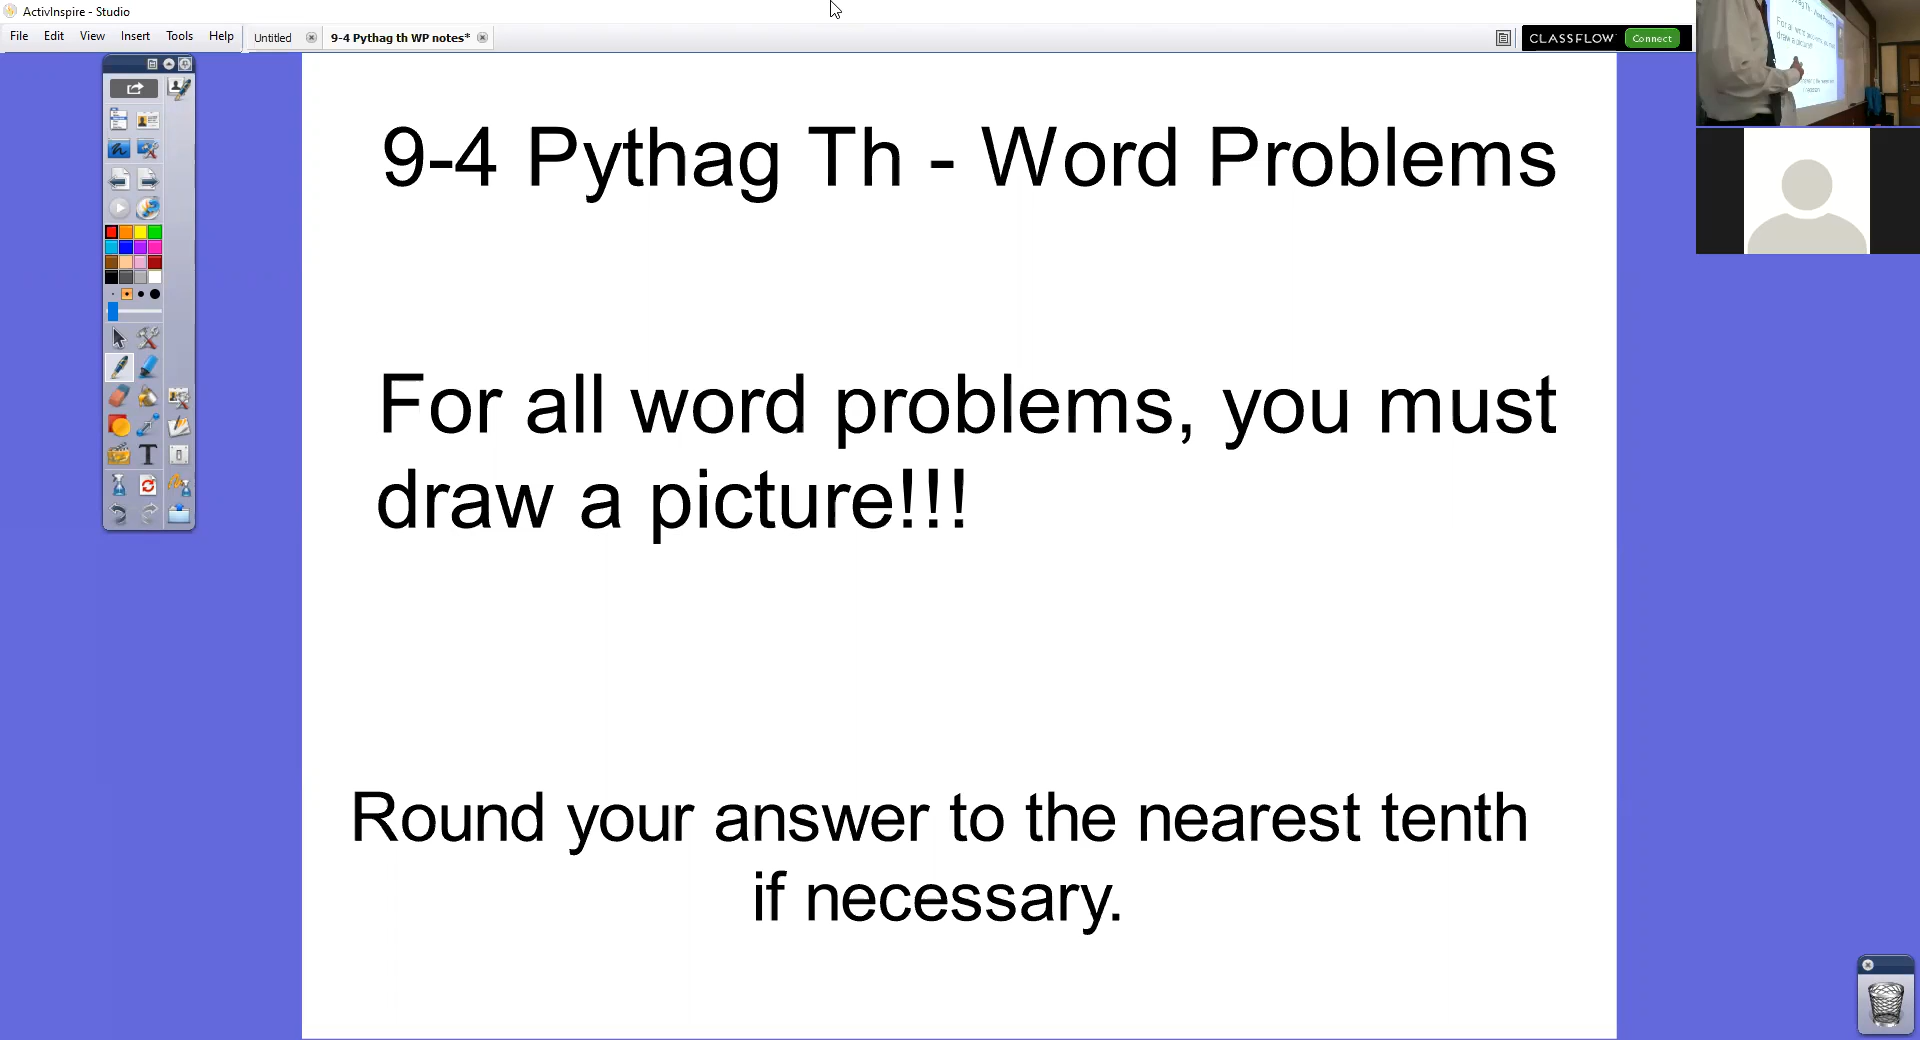 ActivInspire - Studio
File Edit View Insert Tools Help
Untitled
9-4 Pythag th WP notes*
CLASSFLOW
Connect
9-4 Pythag Th - Word Problems
For all word problems, you must
draw a picture!!!
Round your answer to the nearest tenth
if necessary.